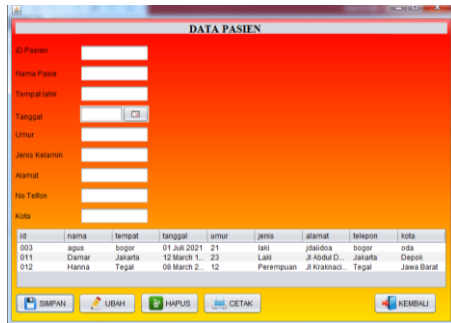 DATA PASIEN
ID Pasien
Nama Pasie
Tempat lahir
Tanggal
Umur
Jenis Kelamin
Alamat
No Telfon
Kota
id nama tempat tanggal umur jenis alamat telepon kota
003 agus bogor 01 Juli 2021 21 laki jdalidoa bogor oda
011 Damar Jakarta 12 March 1... 23 Laki Jl Abdul D... Jakarta Depok
012 Hanna Tegal 08 March 2... 12 Perempuan Jl Kraknaci... Tegal Jawa Barat
SIMPAN UBAH HAPUS CETAK KEMBALI